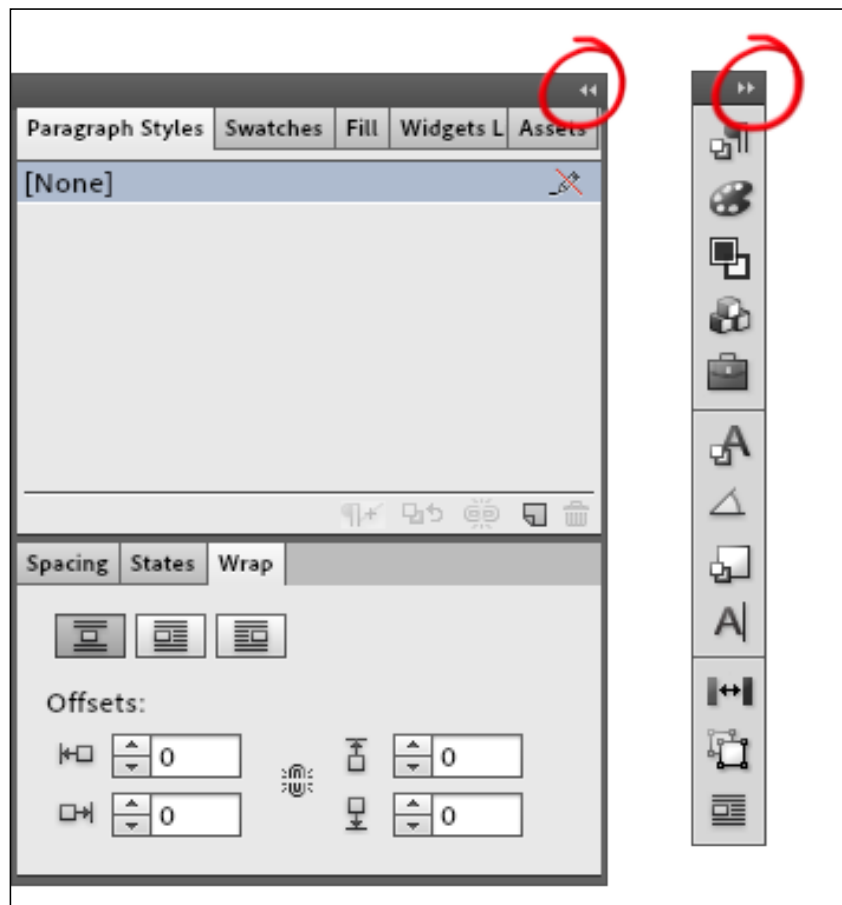 Paragraph Styles Swatches Fill Widgets L Assets
[None]
Spacing States Wrap
Offsets:
0 0
0 0